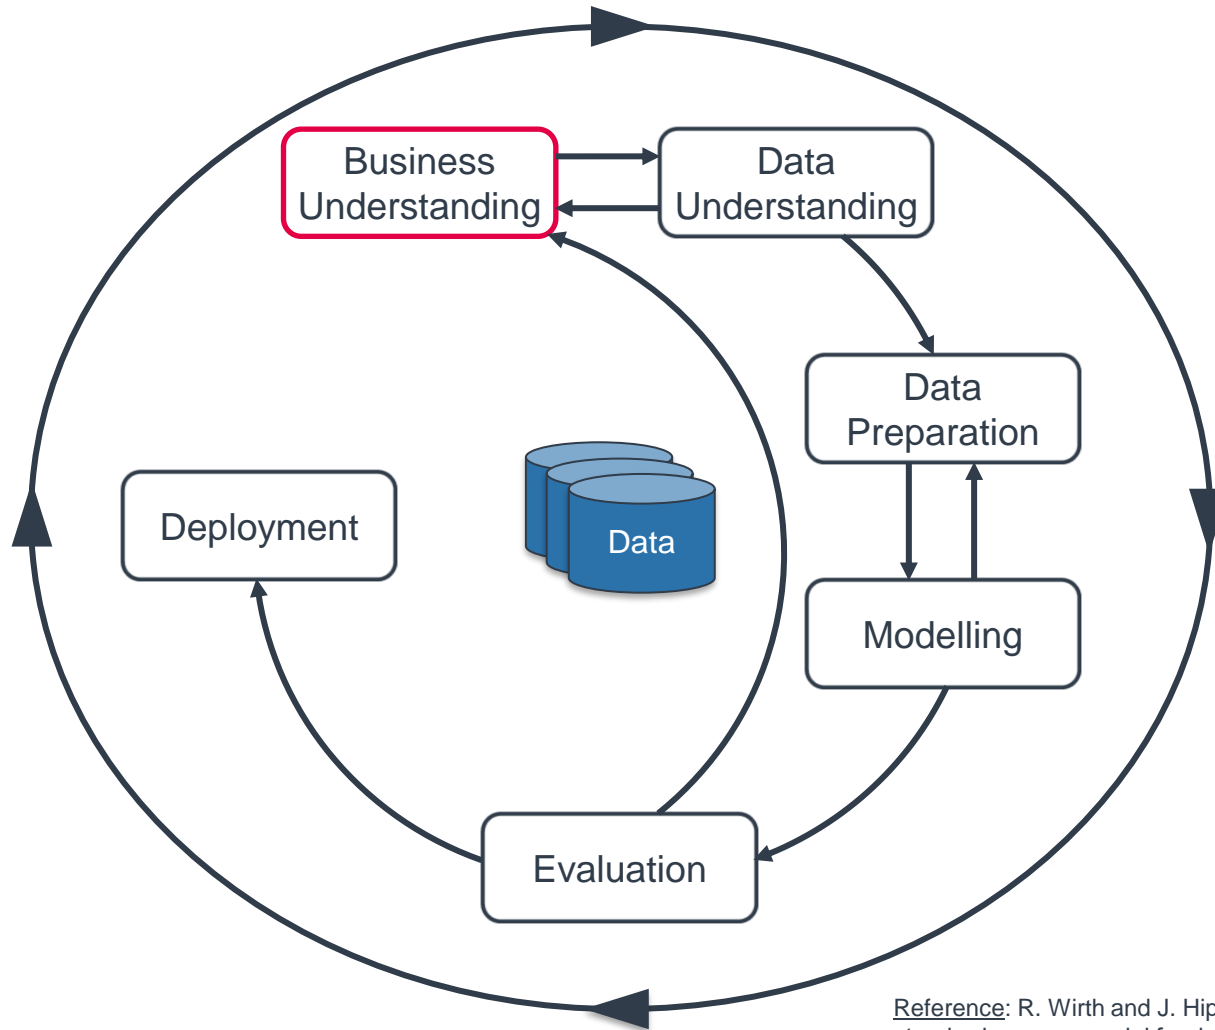 Business
Understanding
Data
Understanding
Data
Preparation
Deployment
Data
Modelling
Evaluation
Reference: R. Wirth and J. Hip